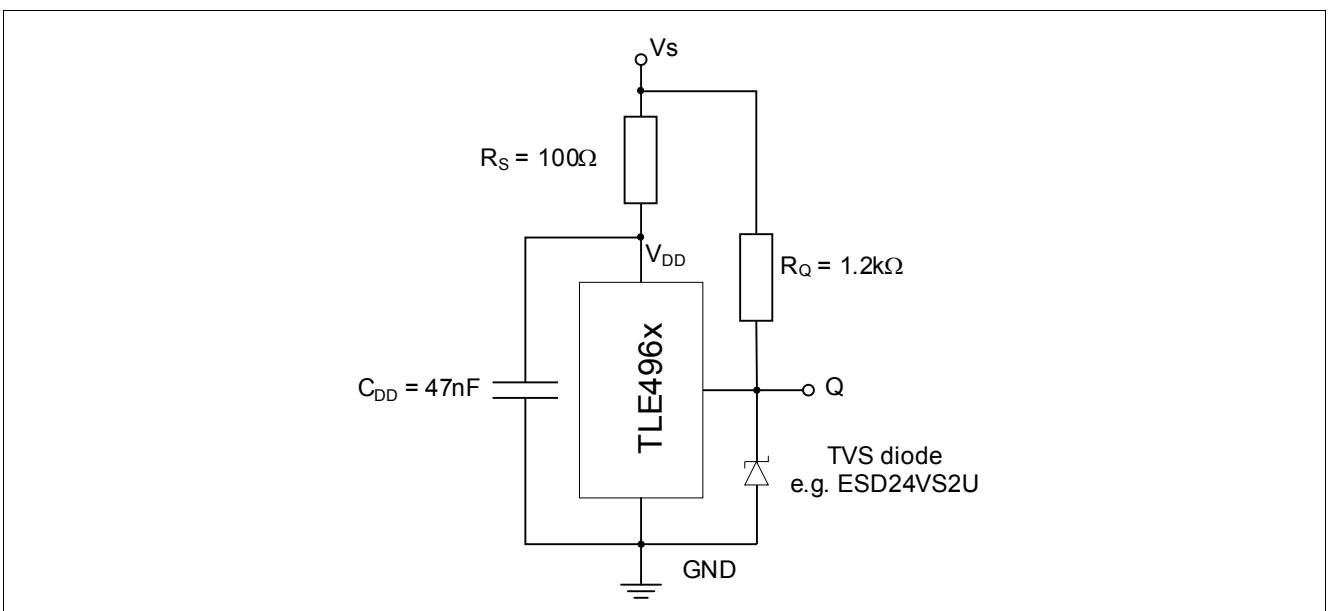 Vs
R_S = 100Ω
V_DD
R_Q = 1.2kΩ
TLE496x
C_DD = 47nF
Q
TVS diode
e.g. ESD24VS2U
GND